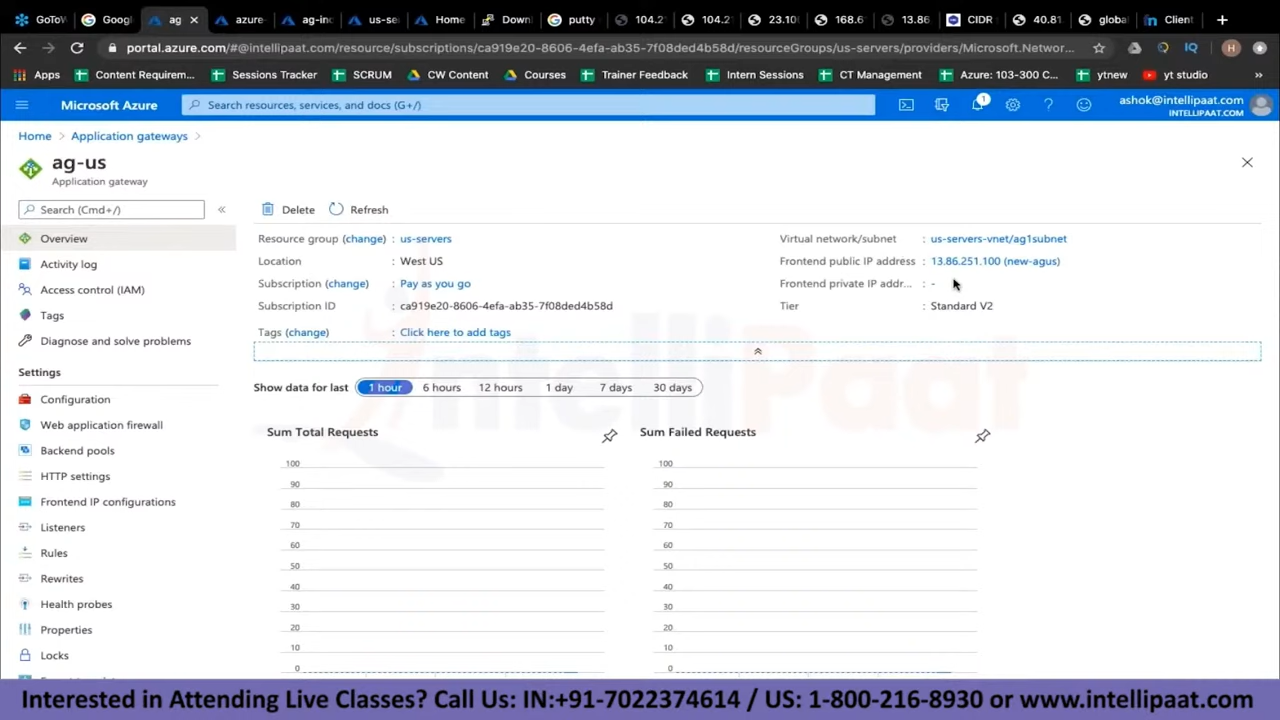 GoToW
Googl
ag
azure-
ag-inc
us-se
Home
Downl
putty
104.2
104.2
23.100
168.6
13.86
CIDR
40.81
global
Client
portal.azure.com/#@intellipaat.com/resource/subscriptions/ca919e20-8606-4efa-ab35-7f08ded4b58d/resourceGroups/us-servers/providers/Microsoft.Networ...
Apps Content Requirem... Sessions Tracker SCRUM CW Content Courses Trainer Feedback Intern Sessions CT Management Azure: 103-300 C... ytnew yt studio »
Microsoft Azure
Search resources, services, and docs (G+/)
1
ashok@intellipaat.com
INTELLIPAAT.COM
Home > Application gateways >
ag-us
Application gateway
Search (Cmd+/) «
Delete Refresh
Overview
Activity log
Access control (IAM)
Tags
Diagnose and solve problems
Settings
Configuration
Web application firewall
Backend pools
HTTP settings
Frontend IP configurations
Listeners
Rules
Rewrites
Health probes
Properties
Locks
Resource group (change) : us-servers
Location : West US
Subscription (change) : Pay as you go
Subscription ID : ca919e20-8606-4efa-ab35-7f08ded4b58d
Tags (change) : Click here to add tags
Virtual network/subnet : us-servers-vnet/ag1subnet
Frontend public IP address : 13.86.251.100 (new-agus)
Frontend private IP addr... : -
Tier : Standard V2
Show data for last 1 hour 6 hours 12 hours 1 day 7 days 30 days
Sum Total Requests
100
90
80
70
60
50
40
30
20
10
0
Sum Failed Requests
100
90
80
70
60
50
40
30
20
10
0
IntelliPaat
Interested in Attending Live Classes? Call Us: IN:+91-7022374614 / US: 1-800-216-8930 or www.intellipaat.com